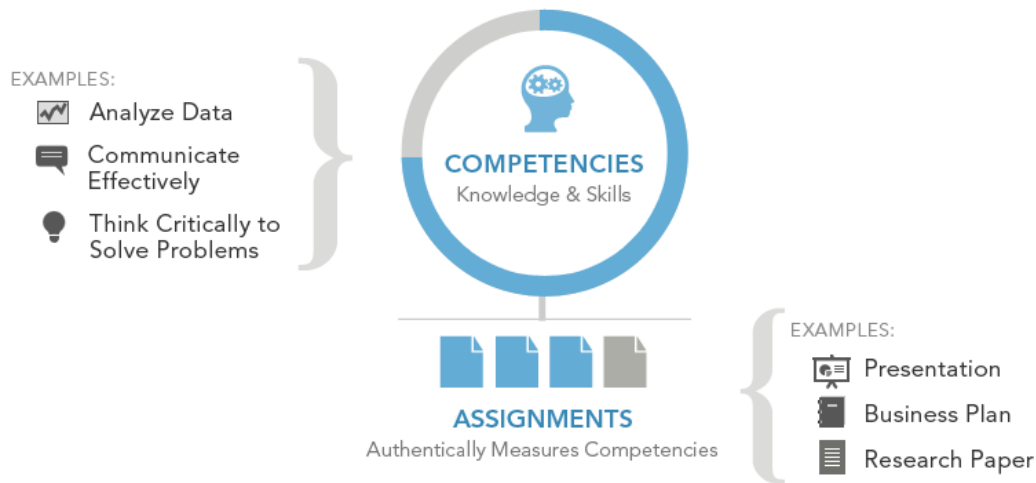 EXAMPLES:
Analyze Data
Communicate
Effectively
Think Critically to
Solve Problems
COMPETENCIES
Knowledge & Skills
ASSIGNMENTS
Authentically Measures Competencies
EXAMPLES:
Presentation
Business Plan
Research Paper